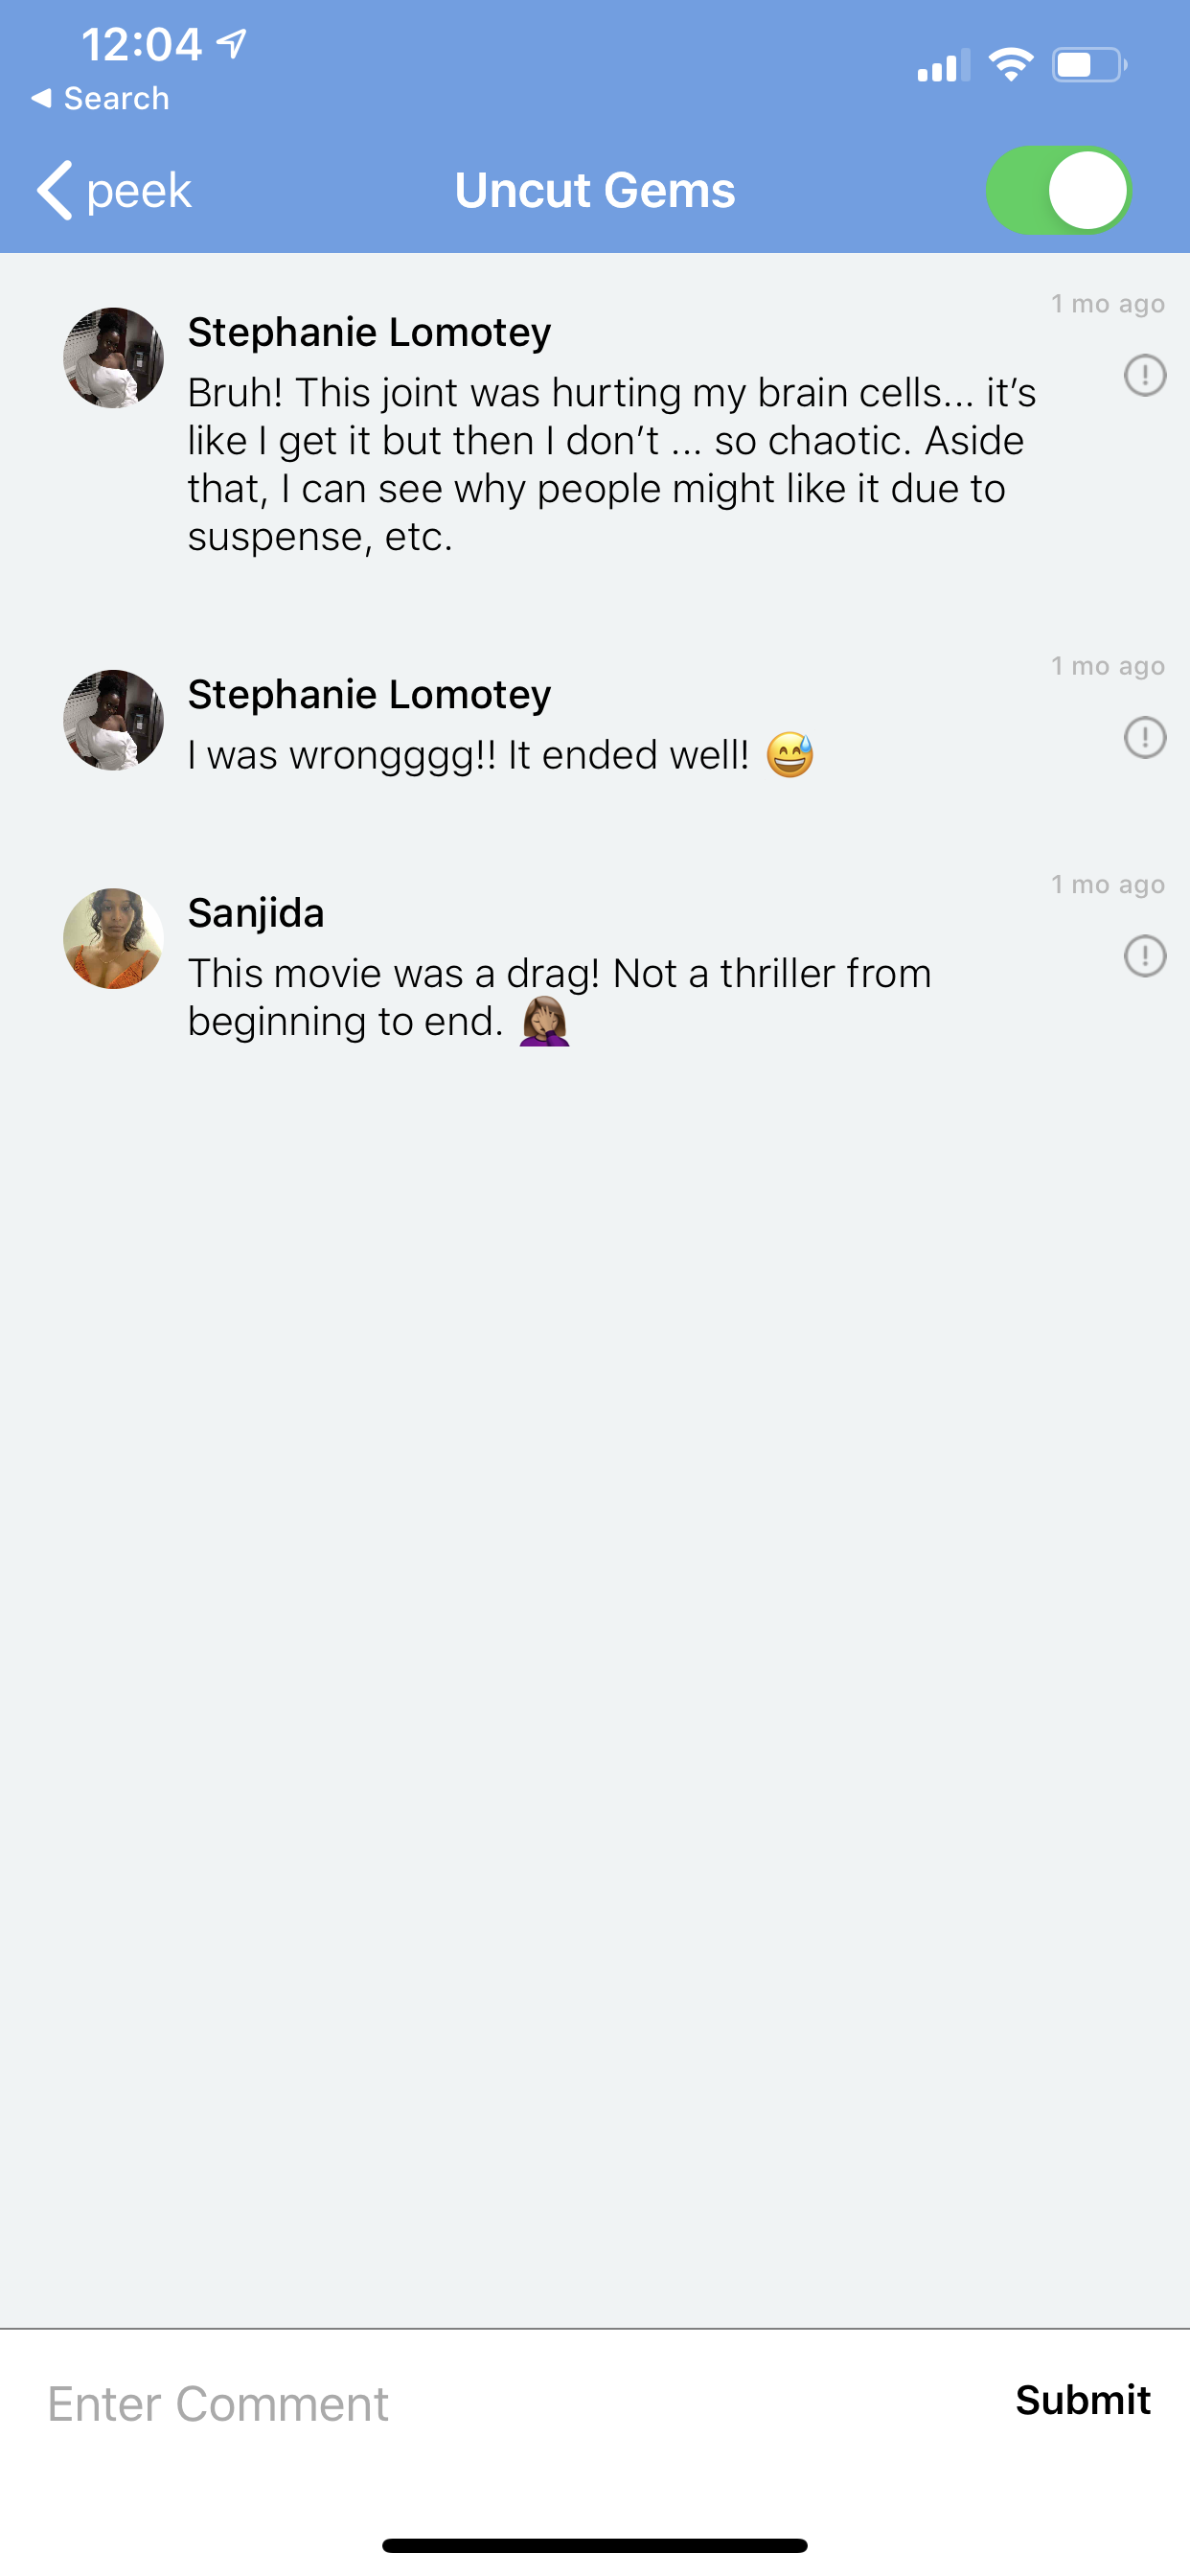 12:04
Search
peek
Uncut Gems
1 mo ago
Stephanie Lomotey
Bruh! This joint was hurting my brain cells... it’s
like I get it but then I don’t ... so chaotic. Aside
that, I can see why people might like it due to
suspense, etc.
1 mo ago
Stephanie Lomotey
I was wrongggg!! It ended well! 😅
1 mo ago
Sanjida
This movie was a drag! Not a thriller from
beginning to end. 🤦🏽‍♀️
Enter Comment
Submit